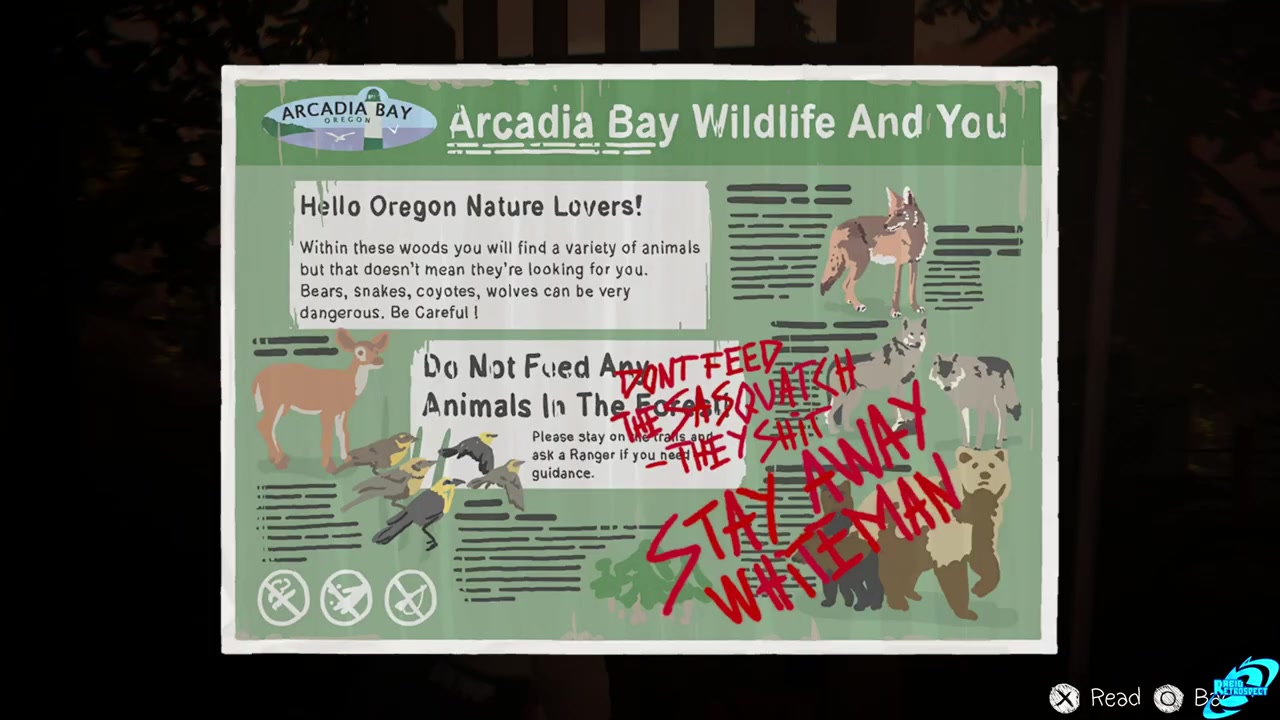 ARCADIA BAY
OREGON
Arcadia Bay Wildlife And You
Hello Oregon Nature Lovers!
Within these woods you will find a variety of animals
but that doesn't mean they're looking for you.
Bears, snakes, coyotes, wolves can be very
dangerous. Be Careful !
Do Not Feed Any
Animals In The Forest!
Please stay on the trails and
ask a Ranger if you need
guidance.
DONT FEED
THE SASQUATCH
- THEY SHIT
STAY AWAY
WHITEMAN
Read
RAPID
RETROSPECT